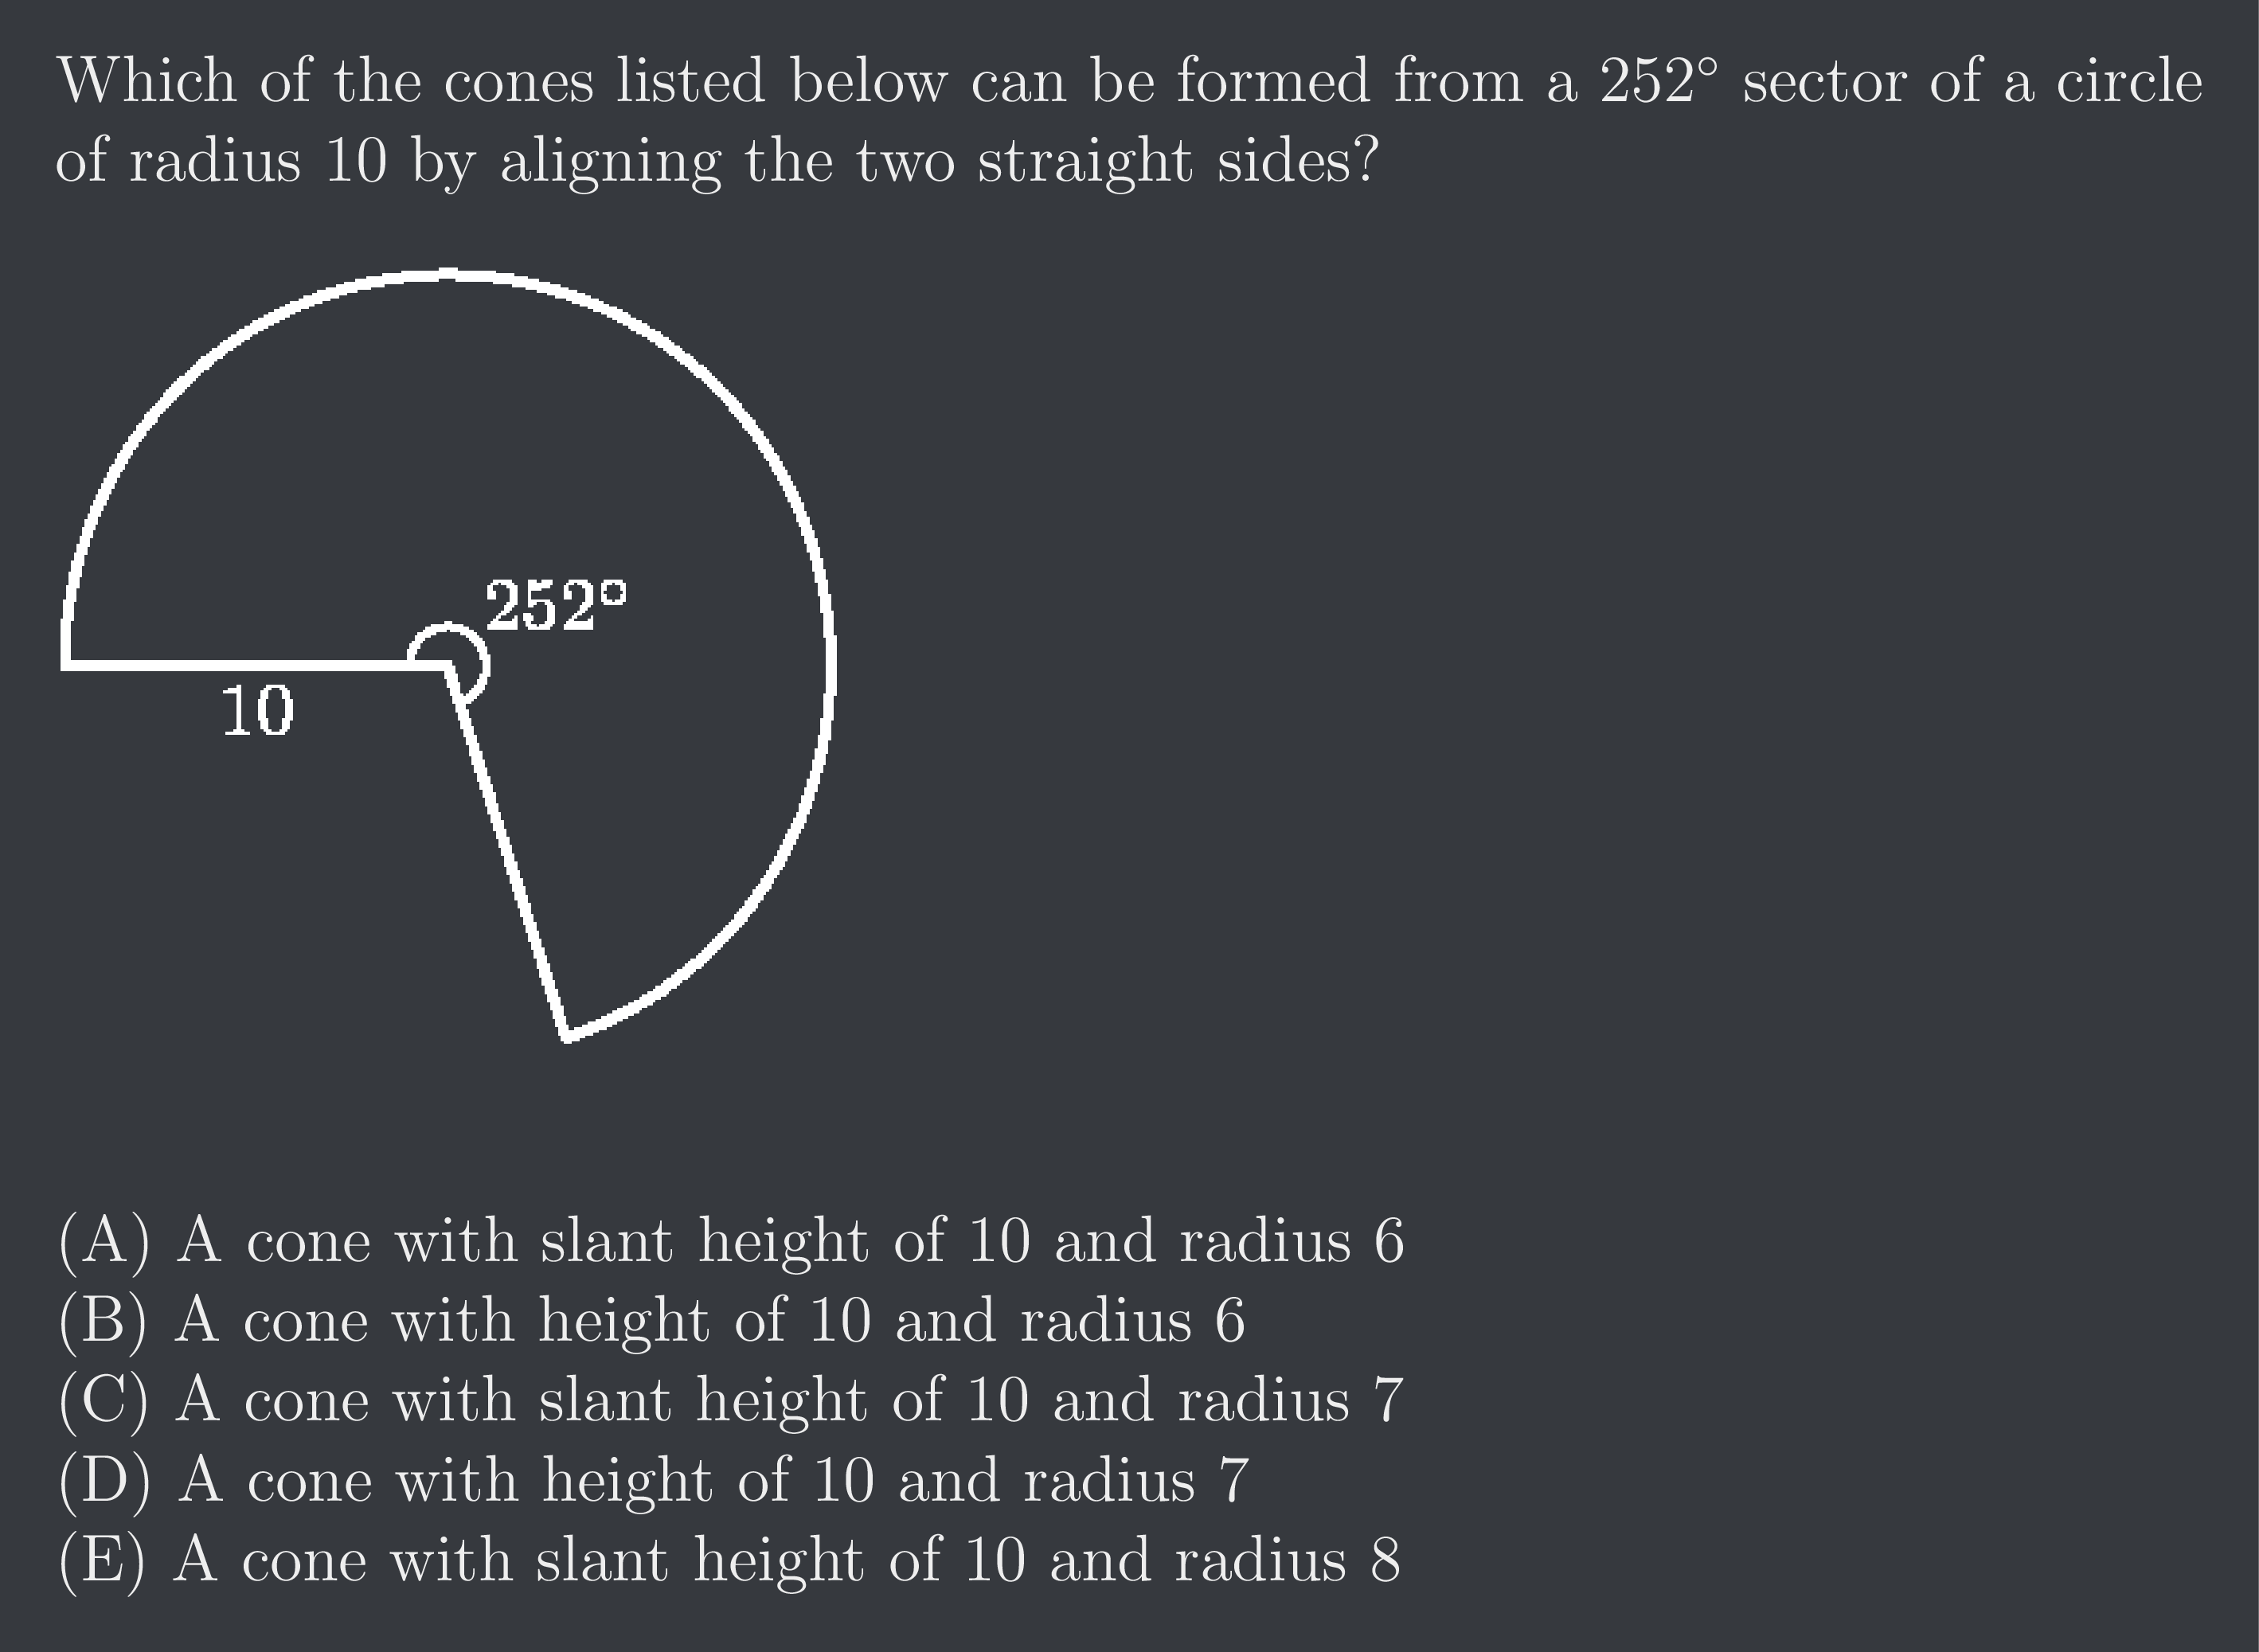 Which of the cones listed below can be formed from a 252° sector of a circle
of radius 10 by aligning the two straight sides?
252°
10
(A) A cone with slant height of 10 and radius 6
(B) A cone with height of 10 and radius 6
(C) A cone with slant height of 10 and radius 7
(D) A cone with height of 10 and radius 7
(E) A cone with slant height of 10 and radius 8